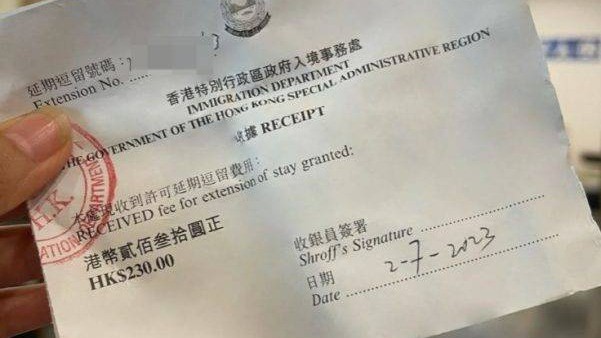 延期逗留號碼：
Extension No. ......
香港特別行政區政府入境事務處
IMMIGRATION DEPARTMENT
THE GOVERNMENT OF THE HONG KONG SPECIAL ADMINISTRATIVE REGION
收據 RECEIPT
本處現收到許可延期逗留費用：
RECEIVED fee for extension of stay granted:
港幣貳佰叁拾圓正
HK$230.00
收銀員簽署
Shroff's Signature
日期
Date 2-7-2023
H.K.